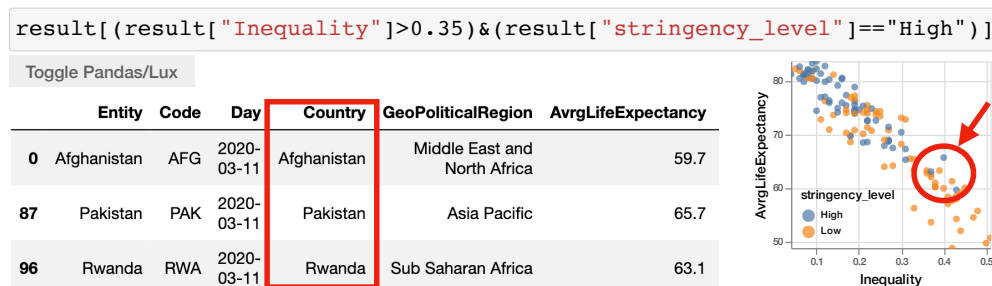 result[(result["Inequality"]>0.35)&(result["stringency_level"]=="High")]
Toggle Pandas/Lux
Entity Code Day Country GeoPoliticalRegion AvrgLifeExpectancy
0 Afghanistan AFG 2020-03-11 Afghanistan Middle East and North Africa 59.7
87 Pakistan PAK 2020-03-11 Pakistan Asia Pacific 65.7
96 Rwanda RWA 2020-03-11 Rwanda Sub Saharan Africa 63.1
AvrgLifeExpectancy
80
70
60
50
stringency_level
High
Low
0.1 0.2 0.3 0.4 0.5
Inequality